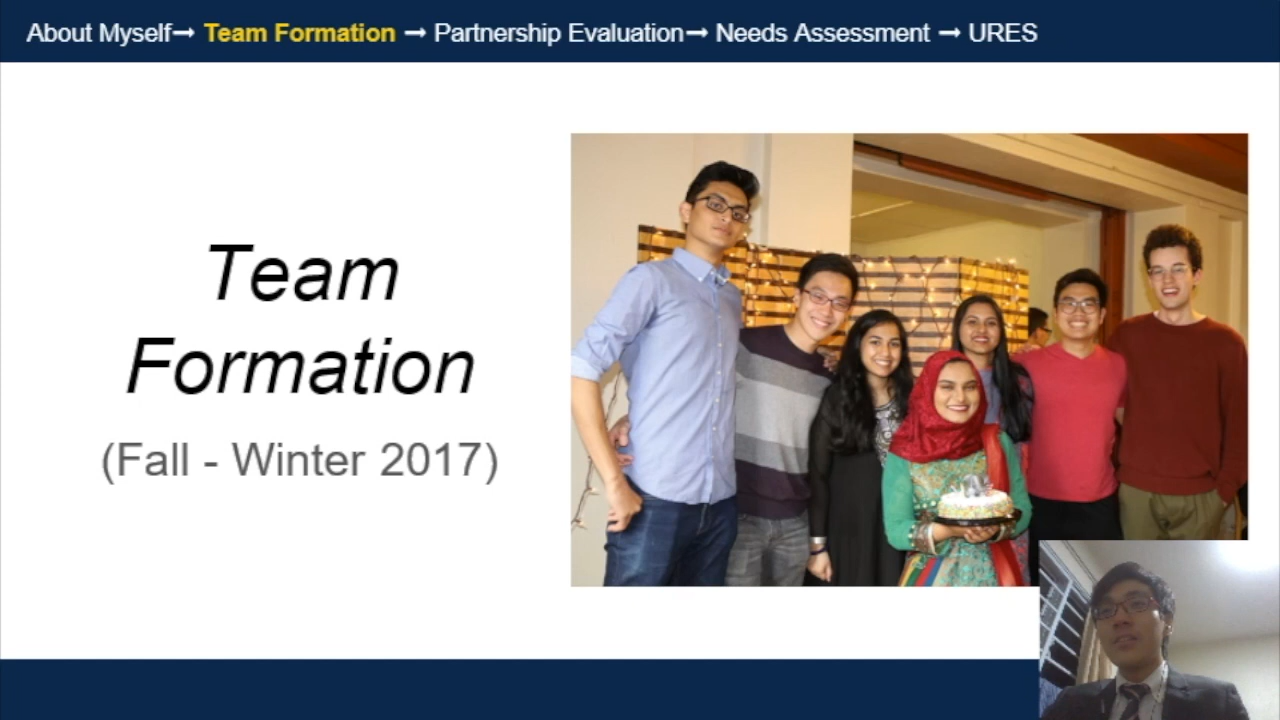 About Myself→ Team Formation → Partnership Evaluation→ Needs Assessment → URES
Team
Formation
(Fall - Winter 2017)